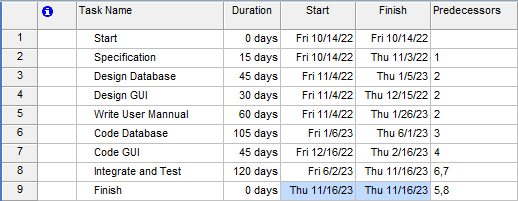 Task Name Duration Start Finish Predecessors
1 Start 0 days Fri 10/14/22 Fri 10/14/22
2 Specification 15 days Fri 10/14/22 Thu 11/3/22 1
3 Design Database 45 days Fri 11/4/22 Thu 1/5/23 2
4 Design GUI 30 days Fri 11/4/22 Thu 12/15/22 2
5 Write User Mannual 60 days Fri 11/4/22 Thu 1/26/23 2
6 Code Database 105 days Fri 1/6/23 Thu 6/1/23 3
7 Code GUI 45 days Fri 12/16/22 Thu 2/16/23 4
8 Integrate and Test 120 days Fri 6/2/23 Thu 11/16/23 6,7
9 Finish 0 days Thu 11/16/23 Thu 11/16/23 5,8